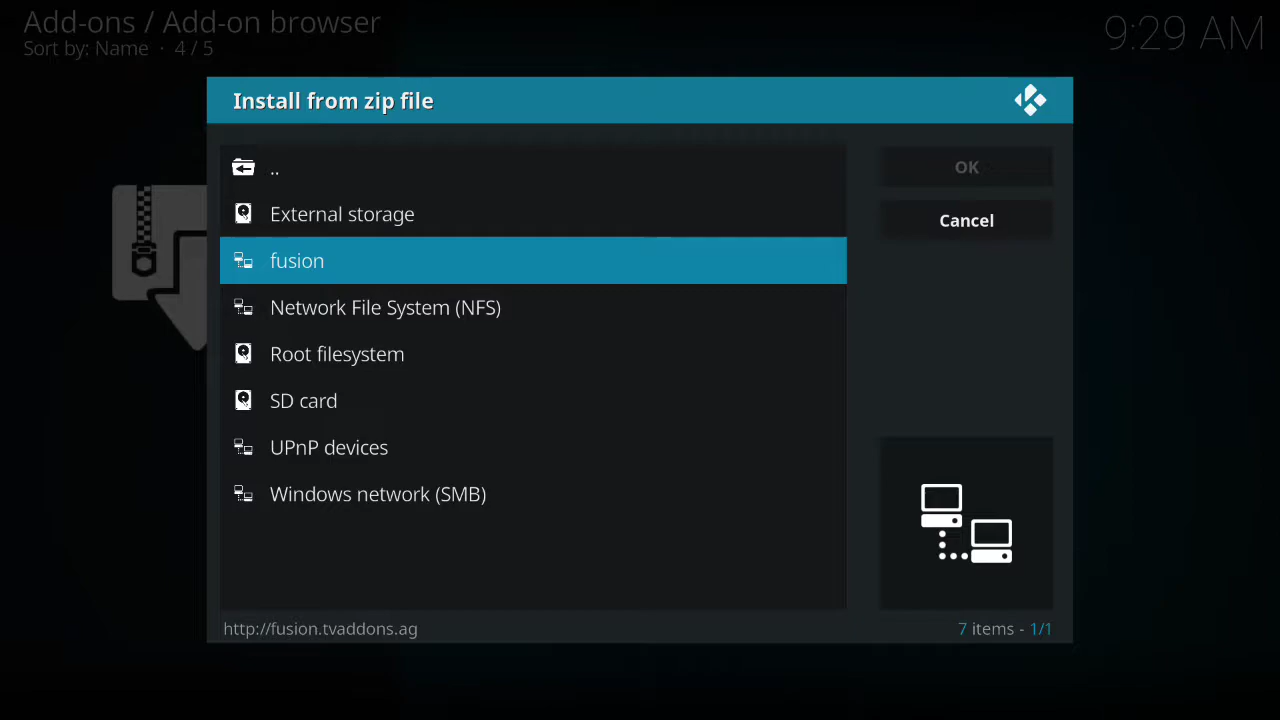 Add-ons / Add-on browser
Sort by: Name · 4 / 5
9:29 AM
Install from zip file
..
External storage
fusion
Network File System (NFS)
Root filesystem
SD card
UPnP devices
Windows network (SMB)
OK
Cancel
http://fusion.tvaddons.ag
7 items - 1/1